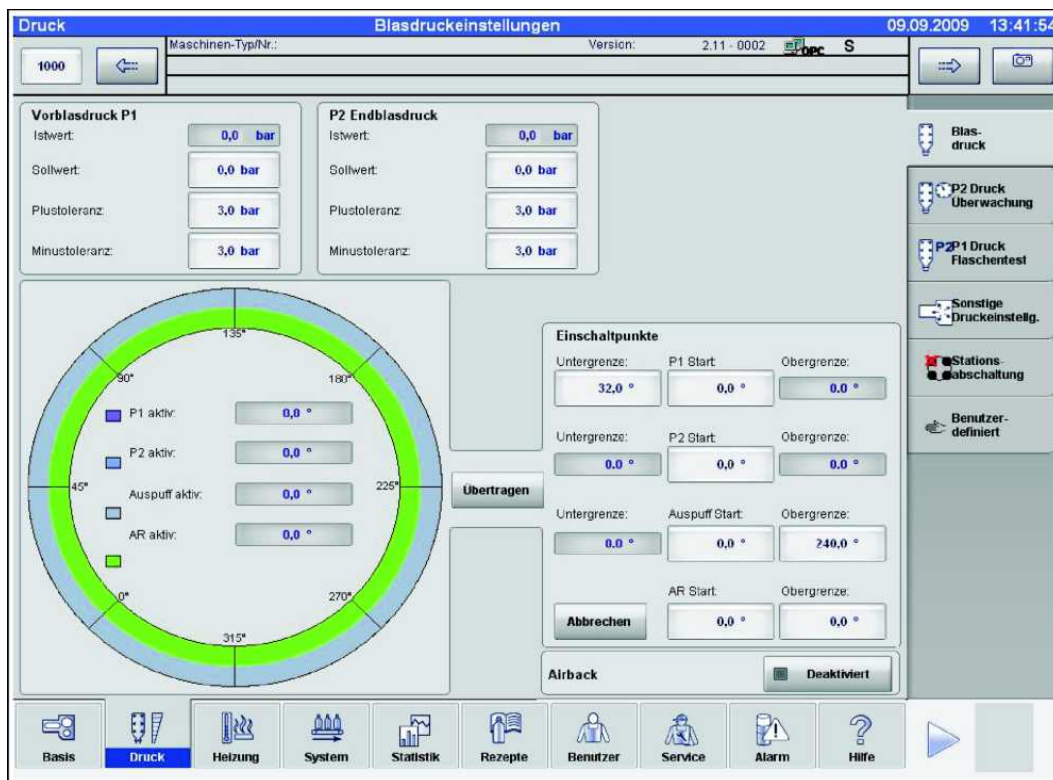 Druck Blasdruckeinstellungen 09.09.2009 13:41:54
Maschinen-Typ/Nr.: Version: 2.11 - 0002 OPC S
1000
Vorblasdruck P1
Istwert: 0,0 bar
Sollwert: 0,0 bar
Plustoleranz: 3,0 bar
Minustoleranz: 3,0 bar
P2 Endblasdruck
Istwert: 0,0 bar
Sollwert: 0,0 bar
Plustoleranz: 3,0 bar
Minustoleranz: 3,0 bar
Blas-
druck
P2 Druck
Überwachung
P2 P1 Druck
Flaschentest
Sonstige
Druckeinstellg.
Stations-
abschaltung
Benutzer-
definiert
135°
90° 180°
P1 aktiv: 0,0 °
P2 aktiv: 0,0 °
45° 225°
Auspuff aktiv: 0,0 °
AR aktiv: 0,0 °
0° 270°
315°
Übertragen
Einschaltpunkte
Untergrenze: P1 Start: Obergrenze:
32,0 ° 0,0 ° 0.0 °
Untergrenze: P2 Start: Obergrenze:
0.0 ° 0,0 ° 0.0 °
Untergrenze: Auspuff Start: Obergrenze:
0.0 ° 0,0 ° 240,0 °
AR Start: Obergrenze:
Abbrechen 0,0 ° 0,0 °
Airback Deaktiviert
Basis Druck Heizung System Statistik Rezepte Benutzer Service Alarm Hilfe